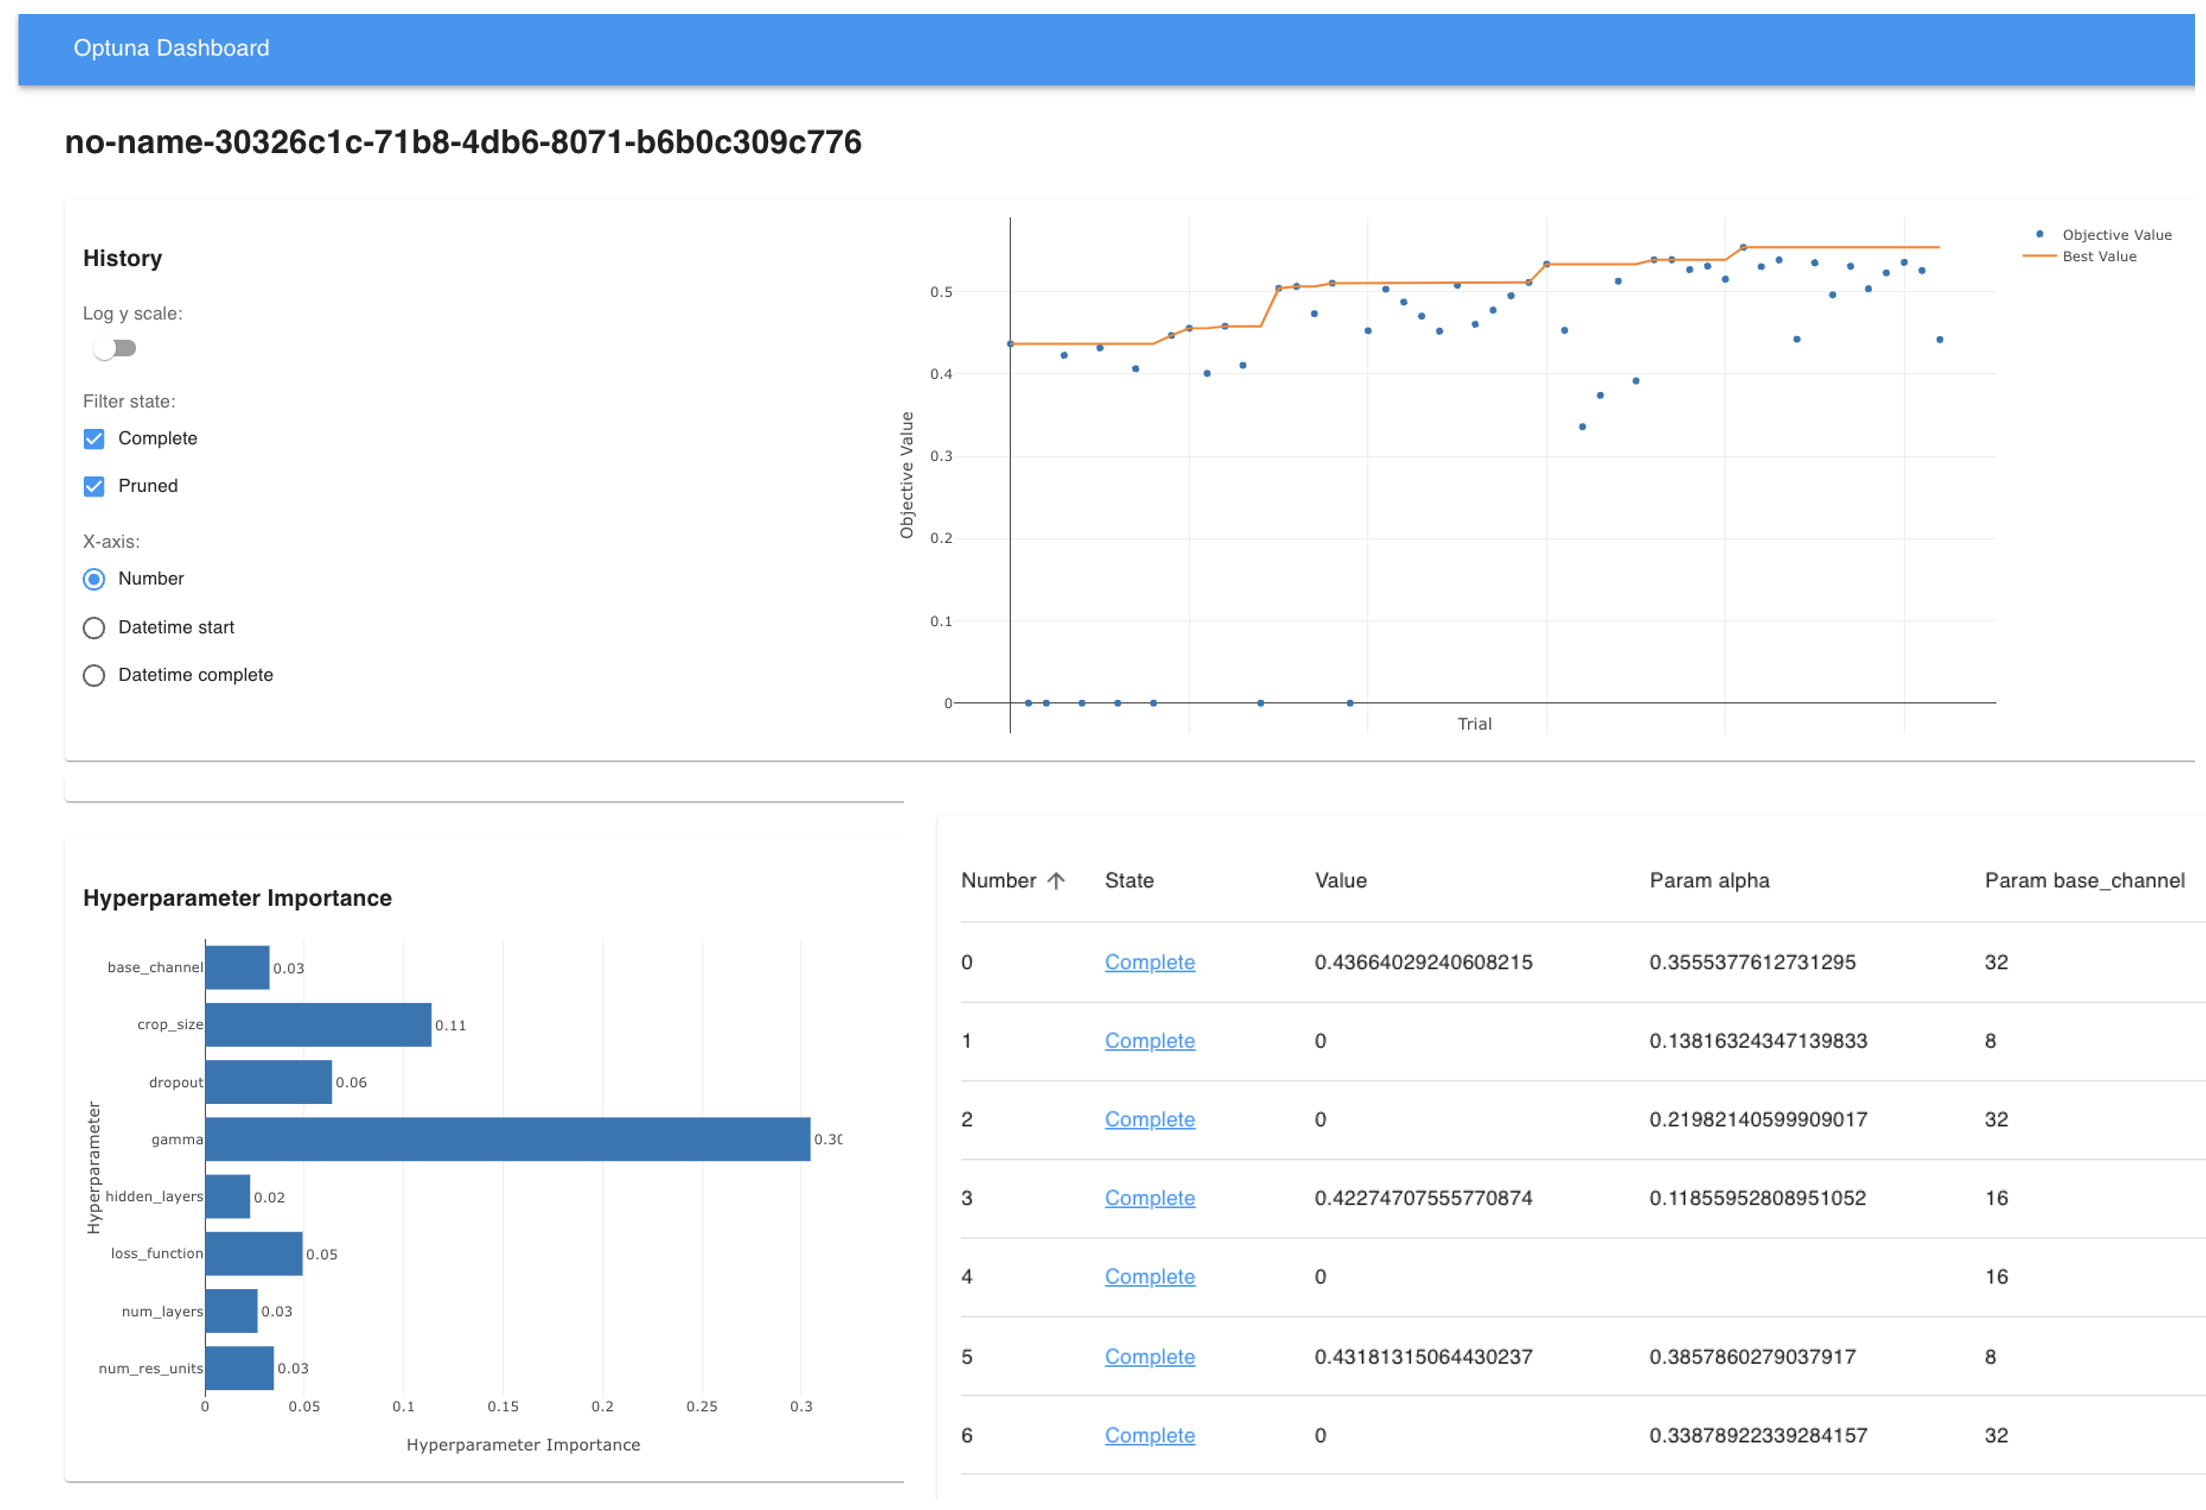 Optuna Dashboard
no-name-30326c1c-71b8-4db6-8071-b6b0c309c776
History
Log y scale:
Filter state:
Complete
Pruned
X-axis:
Number
Datetime start
Datetime complete
Objective Value
0.5
0.4
0.3
0.2
0.1
0
Trial
Objective Value
Best Value
Hyperparameter Importance
Hyperparameter
base_channel 0.03
crop_size 0.11
dropout 0.06
gamma 0.30
hidden_layers 0.02
loss_function 0.05
num_layers 0.03
num_res_units 0.03
0 0.05 0.1 0.15 0.2 0.25 0.3
Hyperparameter Importance
Number State Value Param alpha Param base_channel
0 Complete 0.43664029240608215 0.3555377612731295 32
1 Complete 0 0.13816324347139833 8
2 Complete 0 0.21982140599909017 32
3 Complete 0.42274707555770874 0.11855952808951052 16
4 Complete 0 16
5 Complete 0.43181315064430237 0.3857860279037917 8
6 Complete 0 0.33878922339284157 32